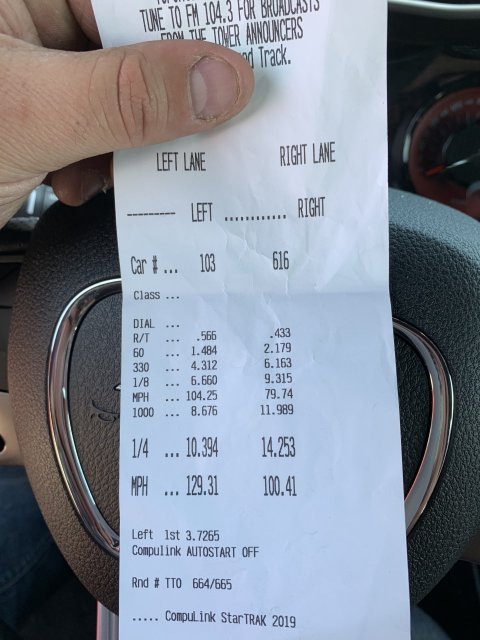 TUNE TO FM 104.3 FOR BROADCASTS
FROM THE TOWER ANNOUNCERS
Track.
LEFT LANE RIGHT LANE
--------- LEFT ............ RIGHT
Car # ... 103 616
Class ...
DIAL ...
R/T ... .566 .433
60 ... 1.484 2.179
330 ... 4.312 6.163
1/8 ... 6.660 9.315
MPH ... 104.25 79.74
1000 ... 8.676 11.989
1/4 ... 10.394 14.253
MPH ... 129.31 100.41
Left 1st 3.7265
Compulink AUTOSTART OFF
Rnd # TTO 664/665
..... CompuLink StarTRAK 2019